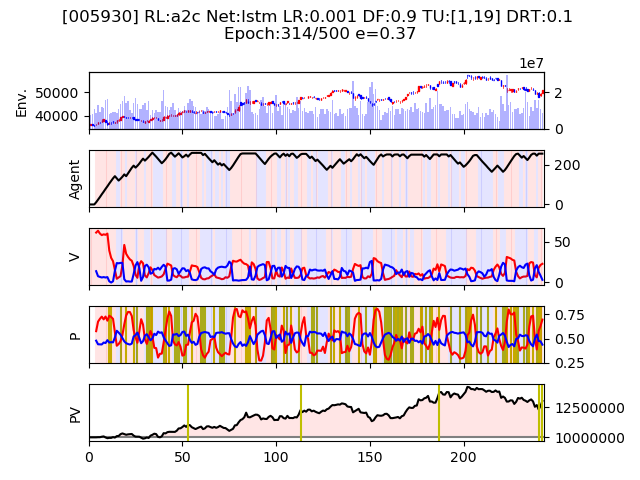 [005930] RL:a2c Net:lstm LR:0.001 DF:0.9 TU:[1,19] DRT:0.1
Epoch:314/500 e=0.37
1e7
Env.
50000
40000
2
0
Agent
200
0
V
50
0
P
0.75
0.50
0.25
PV
12500000
10000000
0 50 100 150 200